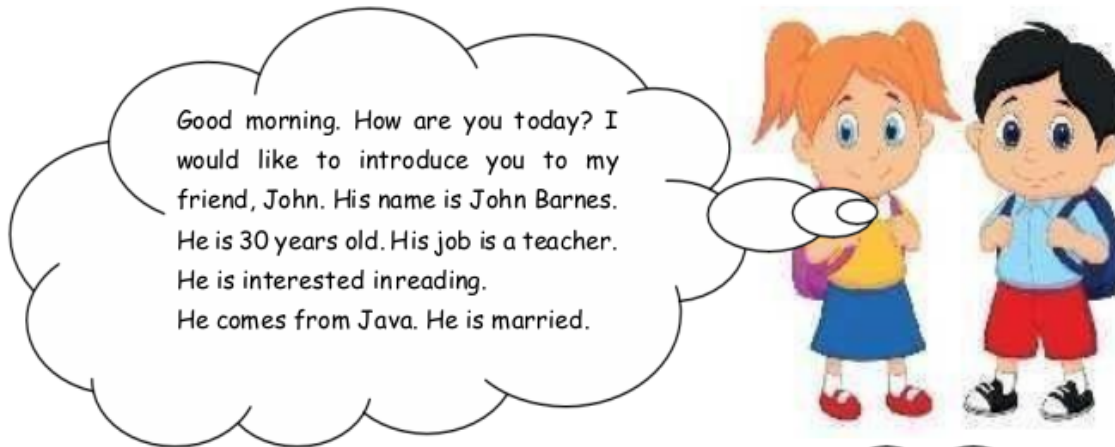 Good morning. How are you today? I
would like to introduce you to my
friend, John. His name is John Barnes.
He is 30 years old. His job is a teacher.
He is interested inreading.
He comes from Java. He is married.